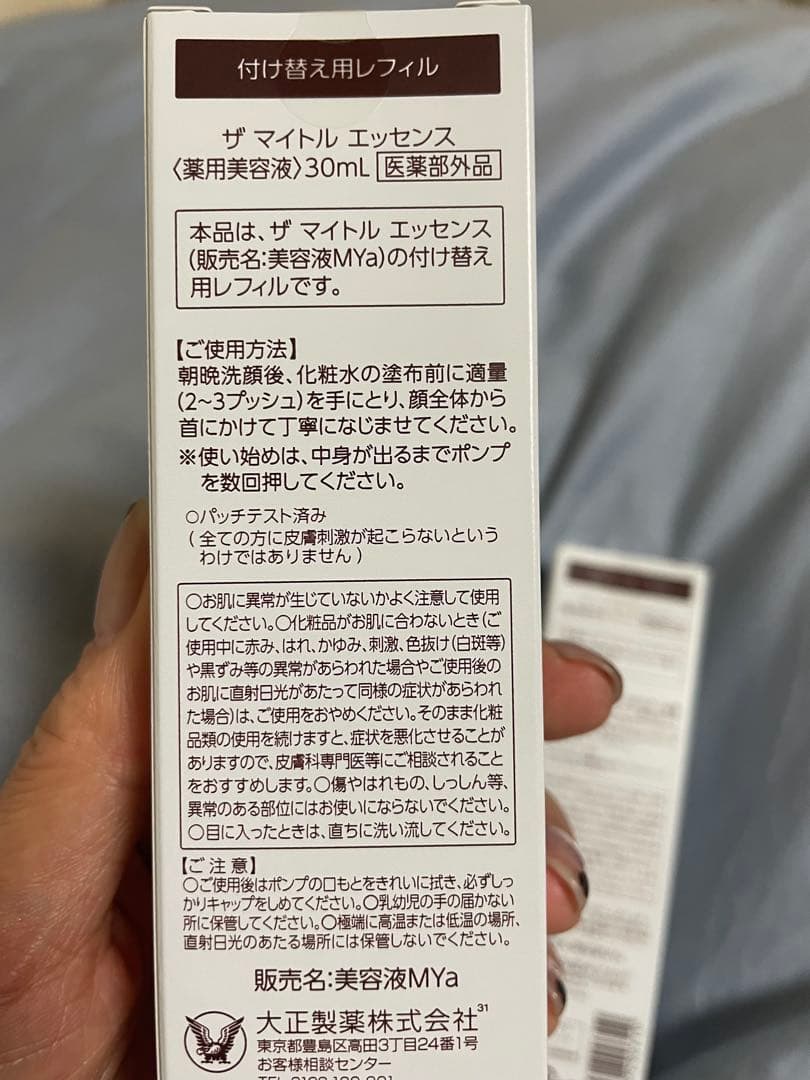 付け替え用レフィル
ザ マイトル エッセンス
〈薬用美容液〉30mL 医薬部外品
本品は、ザ マイトル エッセンス
(販売名:美容液MYa)の付け替え
用レフィルです。
【ご使用方法】
朝晩洗顔後、化粧水の塗布前に適量
(2~3プッシュ)を手にとり、顔全体から
首にかけて丁寧になじませてください。
※使い始めは、中身が出るまでポンプ
を数回押してください。
○パッチテスト済み
(全ての方に皮膚刺激が起こらないという
わけではありません)
○お肌に異常が生じていないかよく注意して使用
してください。○化粧品がお肌に合わないとき(ご
使用中に赤み、はれ、かゆみ、刺激、色抜け(白斑等)
や黒ずみ等の異常があらわれた場合やご使用後の
お肌に直射日光があたって同様の症状があらわれ
た場合)は、ご使用をおやめください。そのまま化粧
品類の使用を続けますと、症状を悪化させることが
ありますので、皮膚科専門医等にご相談されること
をおすすめします。○傷やはれもの、しっしん等、
異常のある部位にはお使いにならないでください。
○目に入ったときは、直ちに洗い流してください。
【ご注意】
○ご使用後はポンプの口もとをきれいに拭き、必ずしっ
かりキャップをしめてください。○乳幼児の手の届かない
所に保管してください。○極端に高温または低温の場所、
直射日光のあたる場所には保管しないでください。
販売名:美容液MYa
大正製薬株式会社31
東京都豊島区高田3丁目24番1号
お客様相談センター